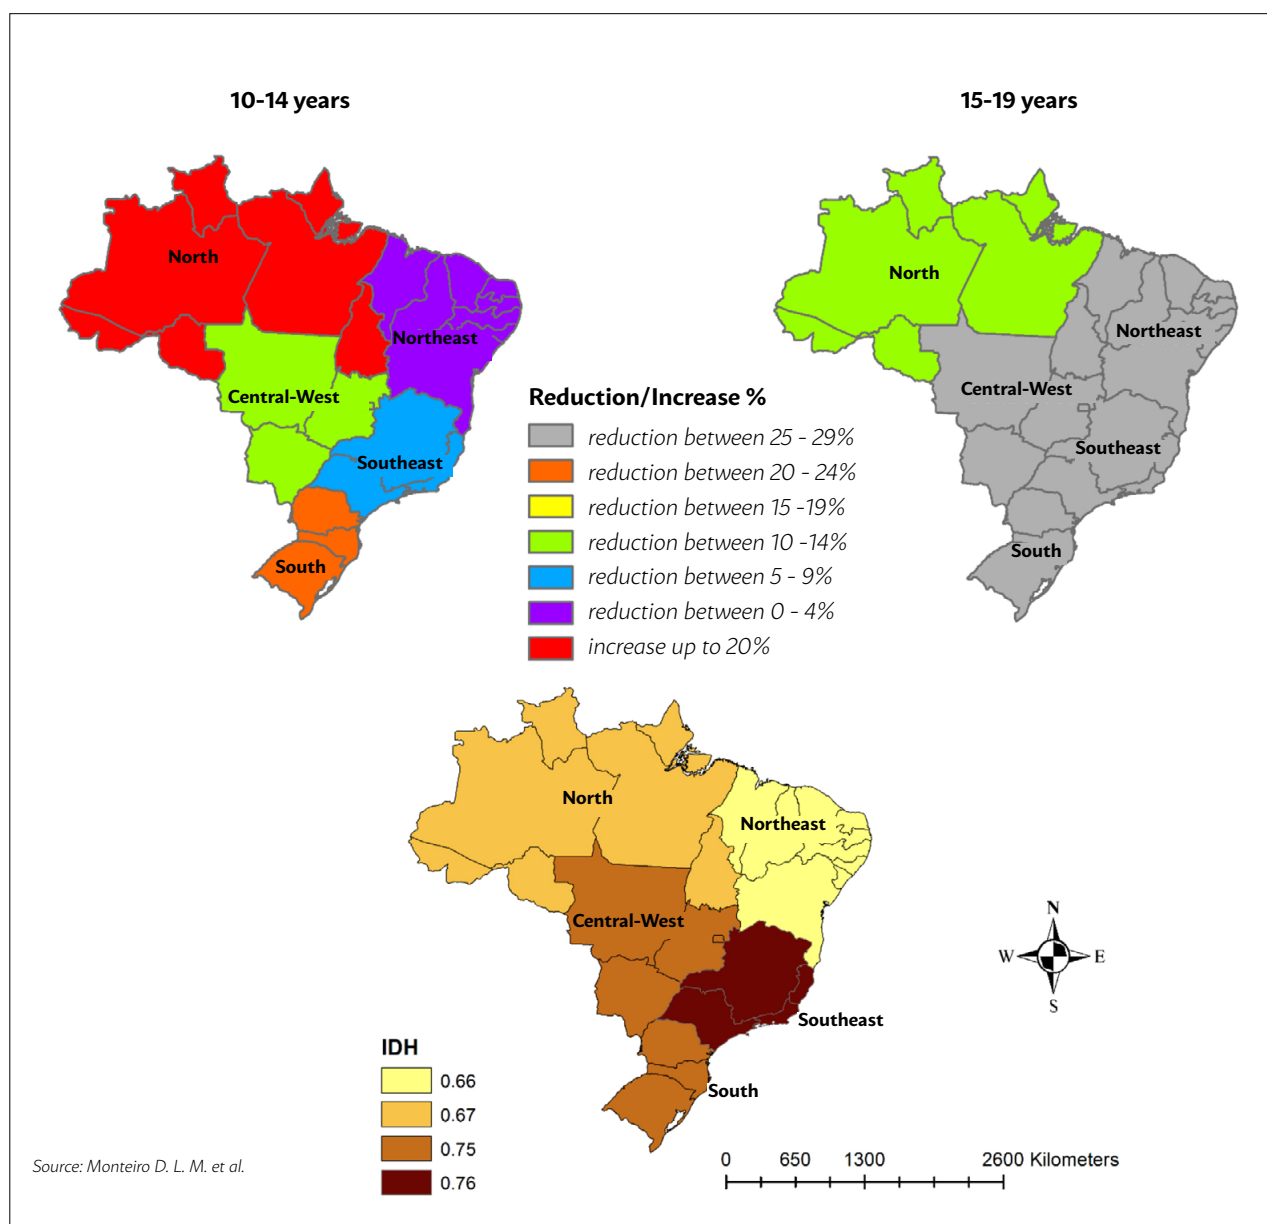 10-14 years
15-19 years
North
Northeast
Central-West
Southeast
South
North
Northeast
Central-West
Southeast
South
Reduction/Increase %
reduction between 25 - 29%
reduction between 20 - 24%
reduction between 15 -19%
reduction between 10 -14%
reduction between 5 - 9%
reduction between 0 - 4%
increase up to 20%
North
Northeast
Central-West
Southeast
South
N
W
E
S
IDH
0.66
0.67
0.75
0.76
Source: Monteiro D. L. M. et al.
0 650 1300 2600 Kilometers